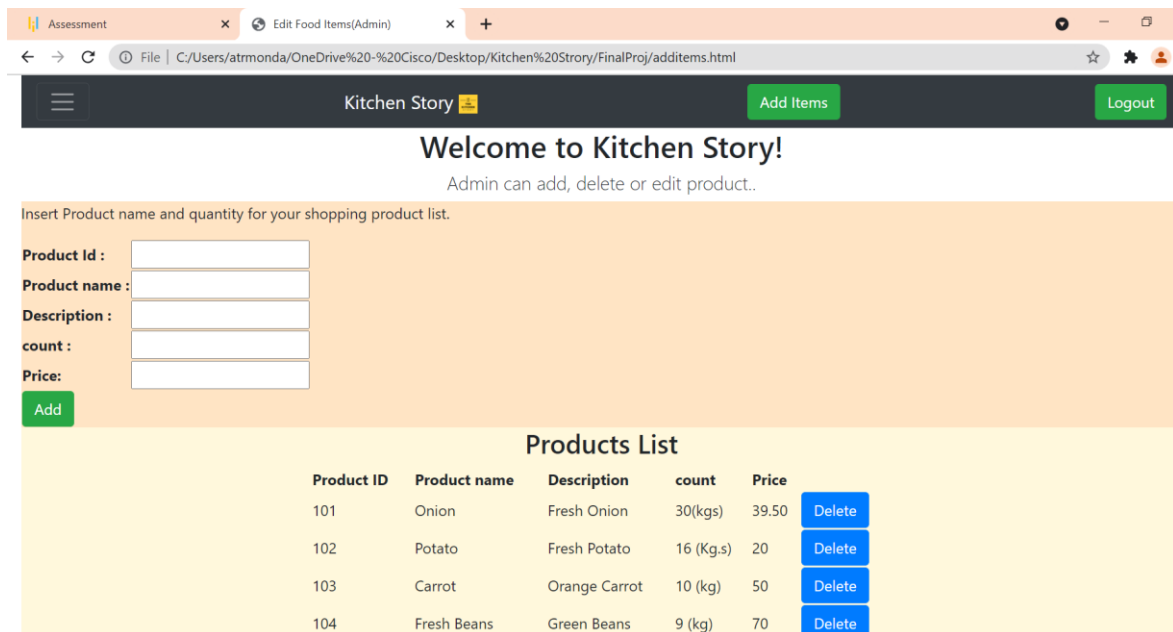 Assessment
Edit Food Items(Admin)
File | C:/Users/atrmonda/OneDrive%20-%20Cisco/Desktop/Kitchen%20Strory/FinalProj/additems.html
Kitchen Story Add Items Logout
Welcome to Kitchen Story!
Admin can add, delete or edit product..
Insert Product name and quantity for your shopping product list.
Product Id :
Product name :
Description :
count :
Price:
Add
Products List
Product ID Product name Description count Price
101 Onion Fresh Onion 30(kgs) 39.50 Delete
102 Potato Fresh Potato 16 (Kg.s) 20 Delete
103 Carrot Orange Carrot 10 (kg) 50 Delete
104 Fresh Beans Green Beans 9 (kg) 70 Delete